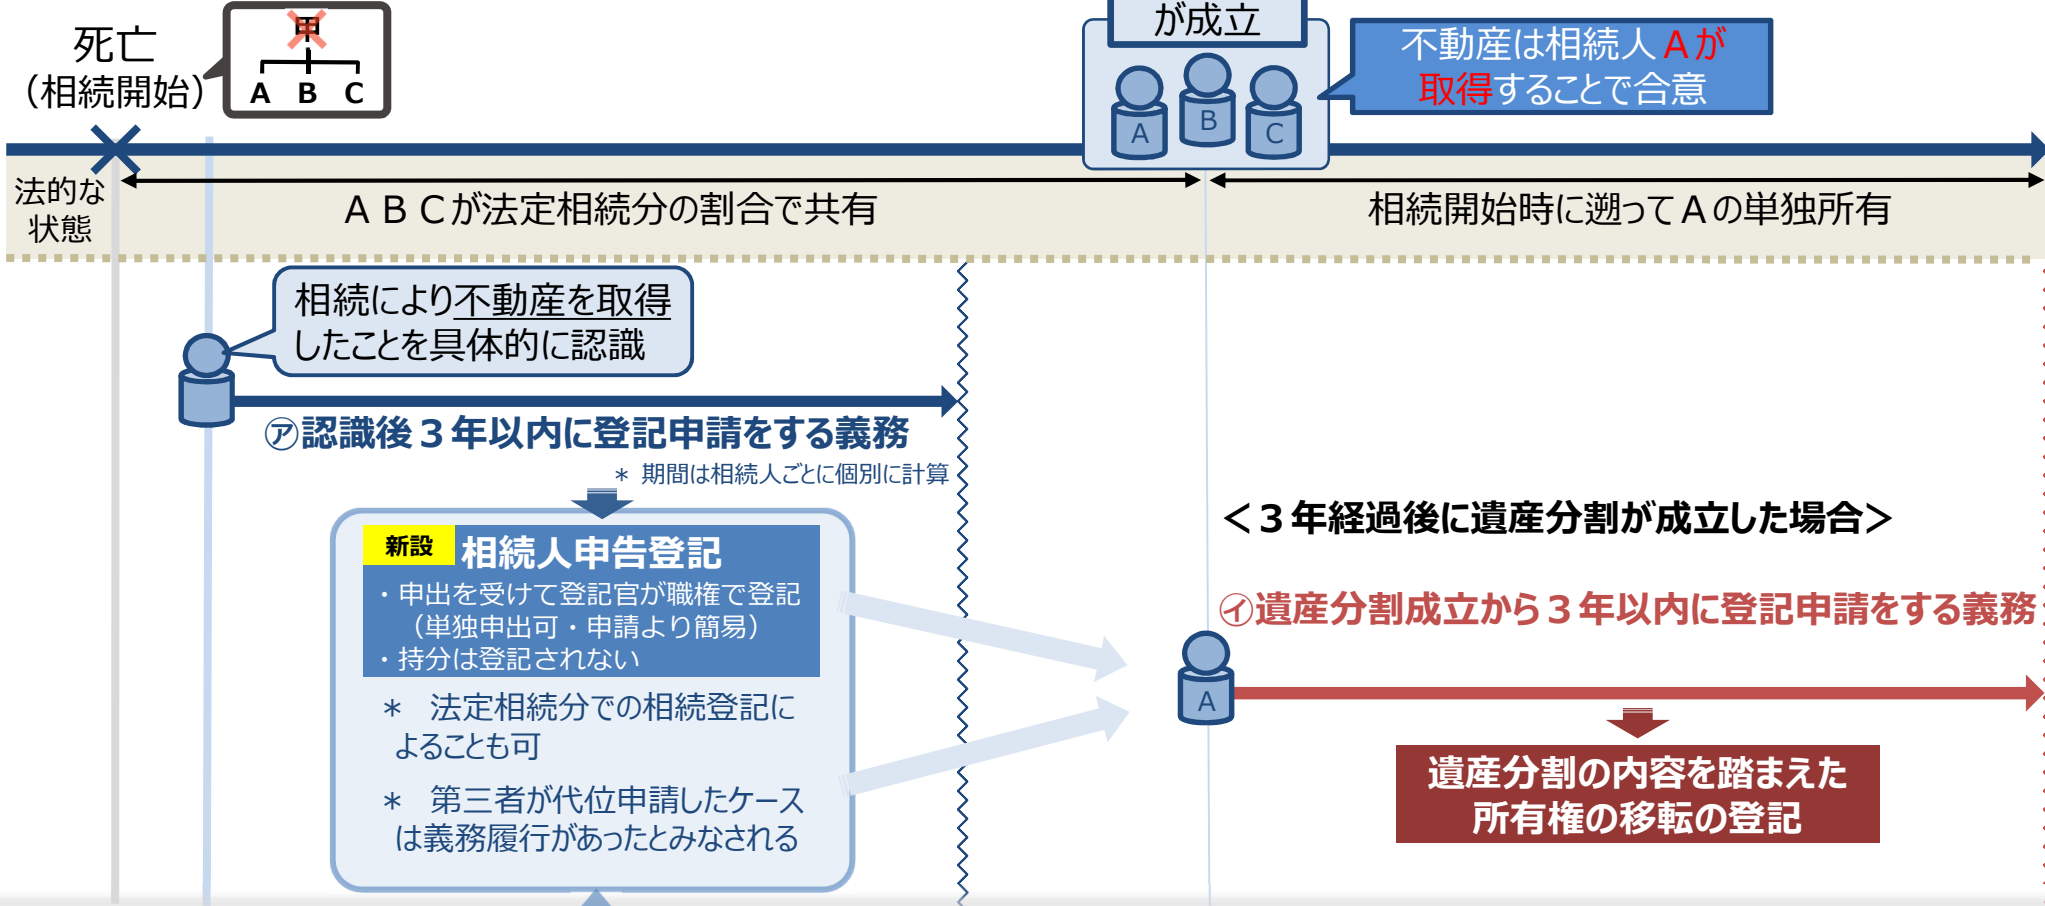 死亡
（相続開始）
甲
A B C
が成立
A B C
不動産は相続人Aが
取得することで合意
法的な
状態
ＡＢＣが法定相続分の割合で共有
相続開始時に遡ってＡの単独所有
相続により不動産を取得
したことを具体的に認識
㋐認識後３年以内に登記申請をする義務
＊ 期間は相続人ごとに個別に計算
新設 相続人申告登記
・申出を受けて登記官が職権で登記
（単独申出可・申請より簡易）
・持分は登記されない
＊ 法定相続分での相続登記に
よることも可
＊ 第三者が代位申請したケース
は義務履行があったとみなされる
＜３年経過後に遺産分割が成立した場合＞
㋑遺産分割成立から３年以内に登記申請をする義務
A
遺産分割の内容を踏まえた
所有権の移転の登記